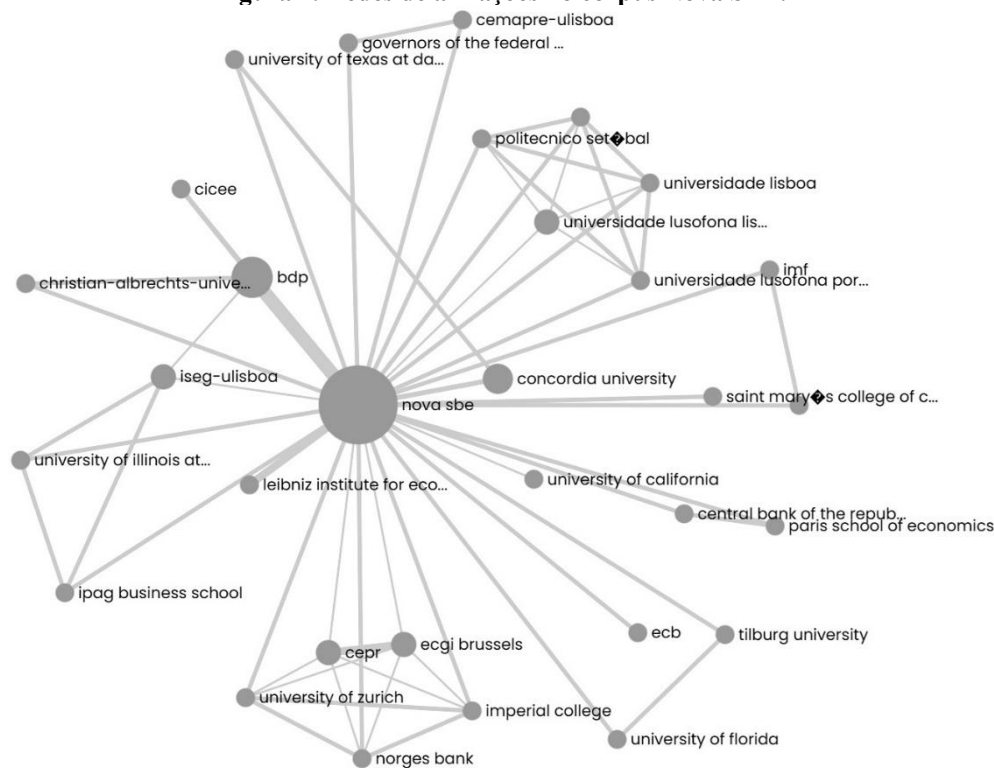 cemapre-ulisboa
governors of the federal ...
university of texas at da...
politecnico set�bal
universidade lisboa
cicee
universidade lusofona lis...
imf
bdp
universidade lusofona por...
christian-albrechts-unive...
iseg-ulisboa
concordia university
saint mary�s college of c...
nova sbe
university of illinois at...
university of california
leibniz institute for eco...
central bank of the repub...
paris school of economics
ipag business school
ecb
tilburg university
ecgi brussels
cepr
university of zurich
imperial college
university of florida
norges bank